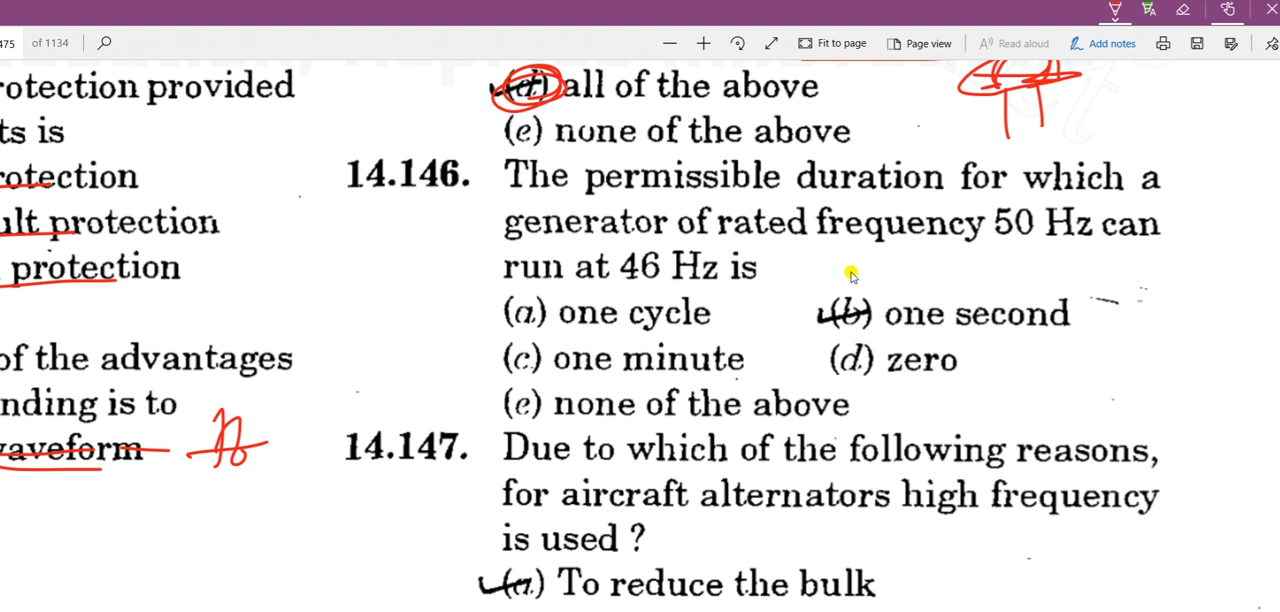 475 of 1134 Fit to page Page view Read aloud Add notes
otection provided
ts is
otection
ult protection
protection
of the advantages
nding is to
waveform
(d) all of the above
(e) none of the above
14.146. The permissible duration for which a
generator of rated frequency 50 Hz can
run at 46 Hz is
(a) one cycle (b) one second
(c) one minute (d) zero
(e) none of the above
14.147. Due to which of the following reasons,
for aircraft alternators high frequency
is used ?
(a) To reduce the bulk